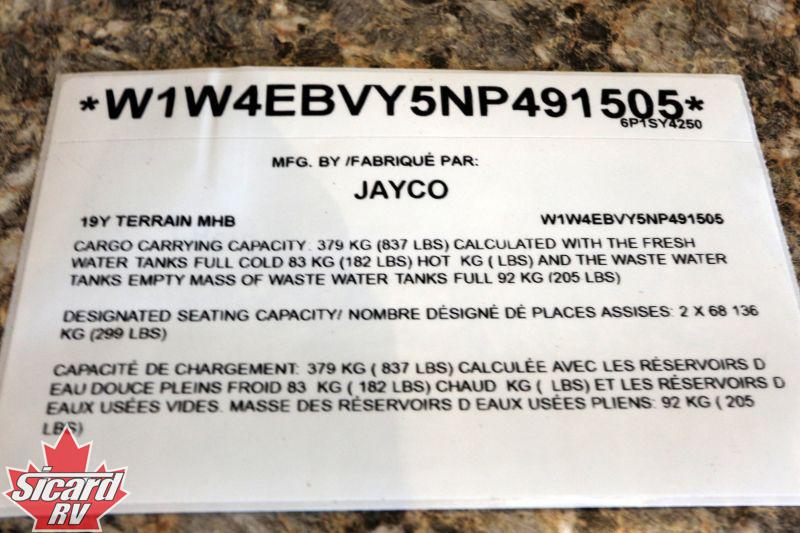 *W1W4EBVY5NP491505*
6P1SY4250
MFG. BY /FABRIQUÉ PAR:
JAYCO
19Y TERRAIN MHB W1W4EBVY5NP491505
CARGO CARRYING CAPACITY: 379 KG (837 LBS) CALCULATED WITH THE FRESH
WATER TANKS FULL COLD 83 KG (182 LBS) HOT KG ( LBS) AND THE WASTE WATER
TANKS EMPTY MASS OF WASTE WATER TANKS FULL 92 KG (205 LBS)
DESIGNATED SEATING CAPACITY/ NOMBRE DÉSIGNÉ DÉ PLACES ASSISES: 2 X 68 136
KG (299 LBS)
CAPACITÉ DE CHARGEMENT: 379 KG ( 837 LBS) CALCULÉE AVEC LES RÉSERVOIRS D
EAU DOUCE PLEINS FROID 83 KG ( 182 LBS) CHAUD KG ( LBS) ET LES RÉSERVOIRS D
EAUX USÉES VIDES. MASSE DES RÉSERVOIRS D EAUX USÉES PLIENS: 92 KG ( 205
LBS)
Sicard
RV